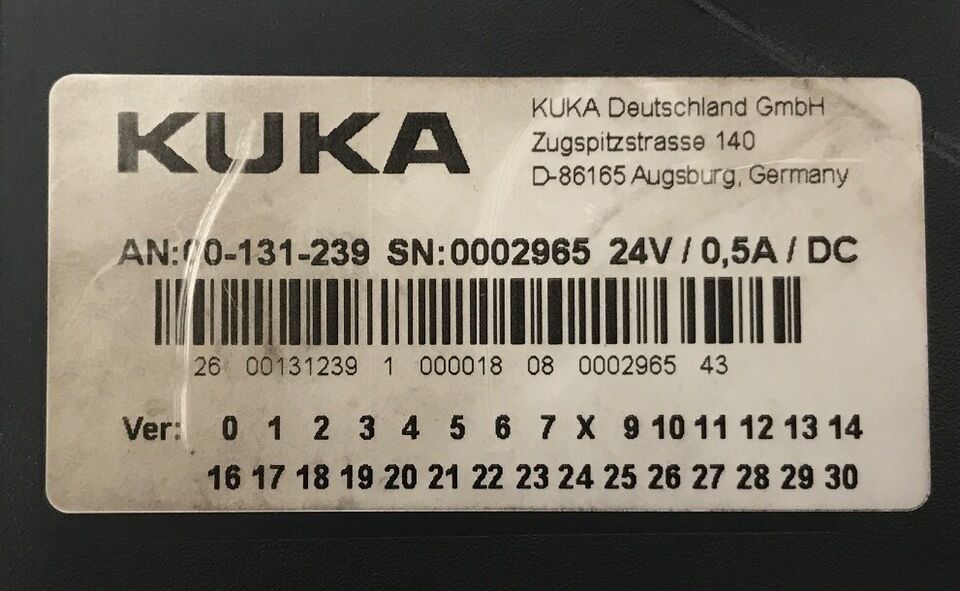 KUKA
KUKA Deutschland GmbH
Zugspitzstrasse 140
D-86165 Augsburg, Germany
AN:00-131-239 SN:0002965 24V / 0,5A / DC
26 00131239 1 000018 08 0002965 43
Ver: 0 1 2 3 4 5 6 7 X 9 10 11 12 13 14
16 17 18 19 20 21 22 23 24 25 26 27 28 29 30